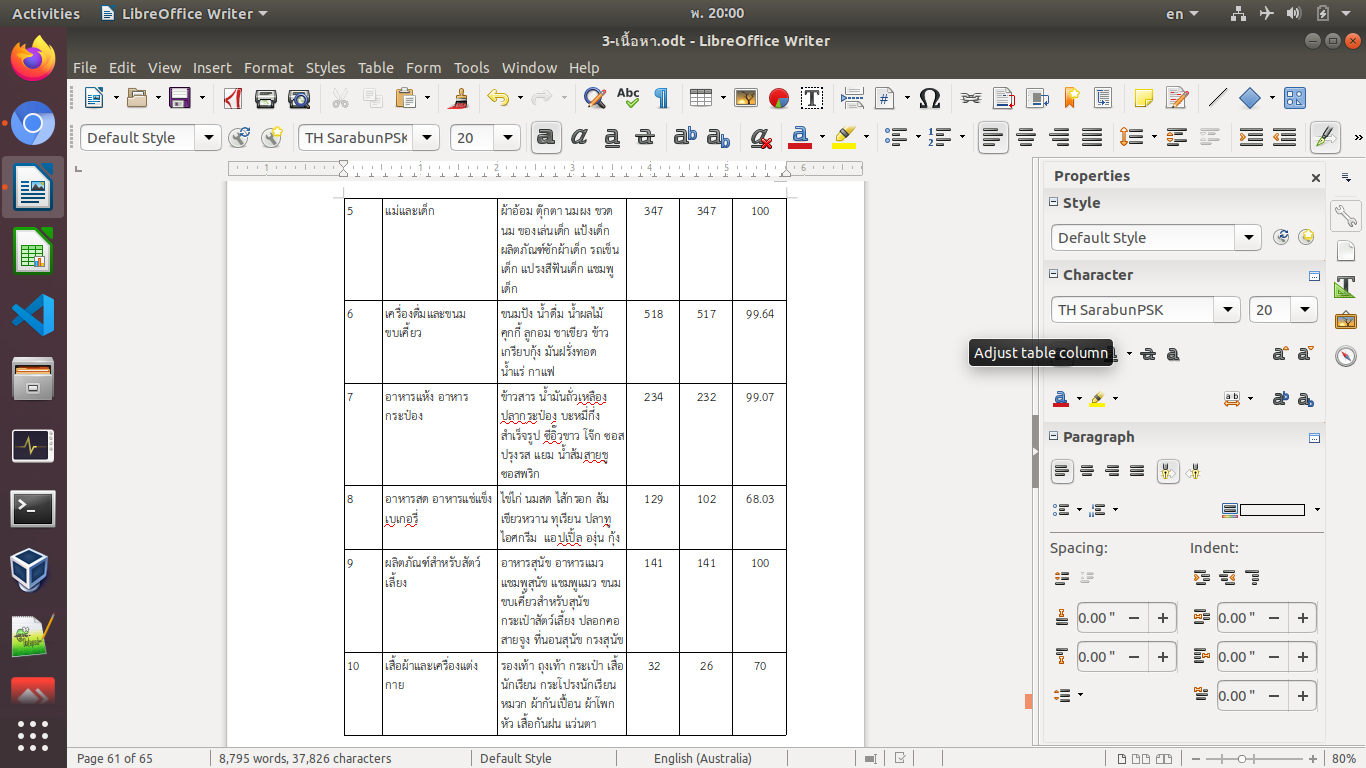 Activities
LibreOffice Writer
พ. 20:00
en
3-เนื้อหา.odt - LibreOffice Writer
File Edit View Insert Format Styles Table Form Tools Window Help
Default Style
TH SarabunPSK
20
1 1 2 3 4 5 6
5 แม่และเด็ก ผ้าอ้อม ตุ๊กตา นมผง ขวด 347 347 100
นม ของเล่นเด็ก แป้งเด็ก
ผลิตภัณฑ์ซักผ้าเด็ก รถเข็น
เด็ก แปรงสีฟันเด็ก แชมพู
เด็ก
6 เครื่องดื่มและขนม ขนมปัง น้ำดื่ม น้ำผลไม้ 518 517 99.64
ขบเคี้ยว คุกกี้ ลูกอม ชาเขียว ข้าว
เกรียบกุ้ง มันฝรั่งทอด
น้ำแร่ กาแฟ
7 อาหารแห้ง อาหาร ข้าวสาร น้ำมันถั่วเหลือง 234 232 99.07
กระป๋อง ปลากระป๋อง บะหมี่กึ่ง
สำเร็จรูป ซีอิ๊วขาว โจ๊ก ซอส
ปรุงรส แยม น้ำส้มสายชู
ซอสพริก
8 อาหารสด อาหารแช่แข็ง ไข่ไก่ นมสด ไส้กรอก ส้ม 129 102 68.03
เบเกอรี่ เขียวหวาน ทุเรียน ปลาทู
ไอศกรีม แอปเปิ้ล องุ่น กุ้ง
9 ผลิตภัณฑ์สำหรับสัตว์ อาหารสุนัข อาหารแมว 141 141 100
เลี้ยง แชมพูสุนัข แชมพูแมว ขนม
ขบเคี้ยวสำหรับสุนัข
กระเป๋าสัตว์เลี้ยง ปลอกคอ
สายจูง ที่นอนสุนัข กรงสุนัข
10 เสื้อผ้าและเครื่องแต่ง รองเท้า ถุงเท้า กระเป๋า เสื้อ 32 26 70
กาย นักเรียน กระโปรงนักเรียน
หมวก ผ้ากันเปื้อน ผ้าโพก
หัว เสื้อกันฝน แว่นตา
Properties
Style
Default Style
Character
TH SarabunPSK
20
Adjust table column
Paragraph
Spacing: Indent:
0.00 " 0.00 "
0.00 " 0.00 "
0.00 "
Page 61 of 65
8,795 words, 37,826 characters
Default Style
English (Australia)
80%